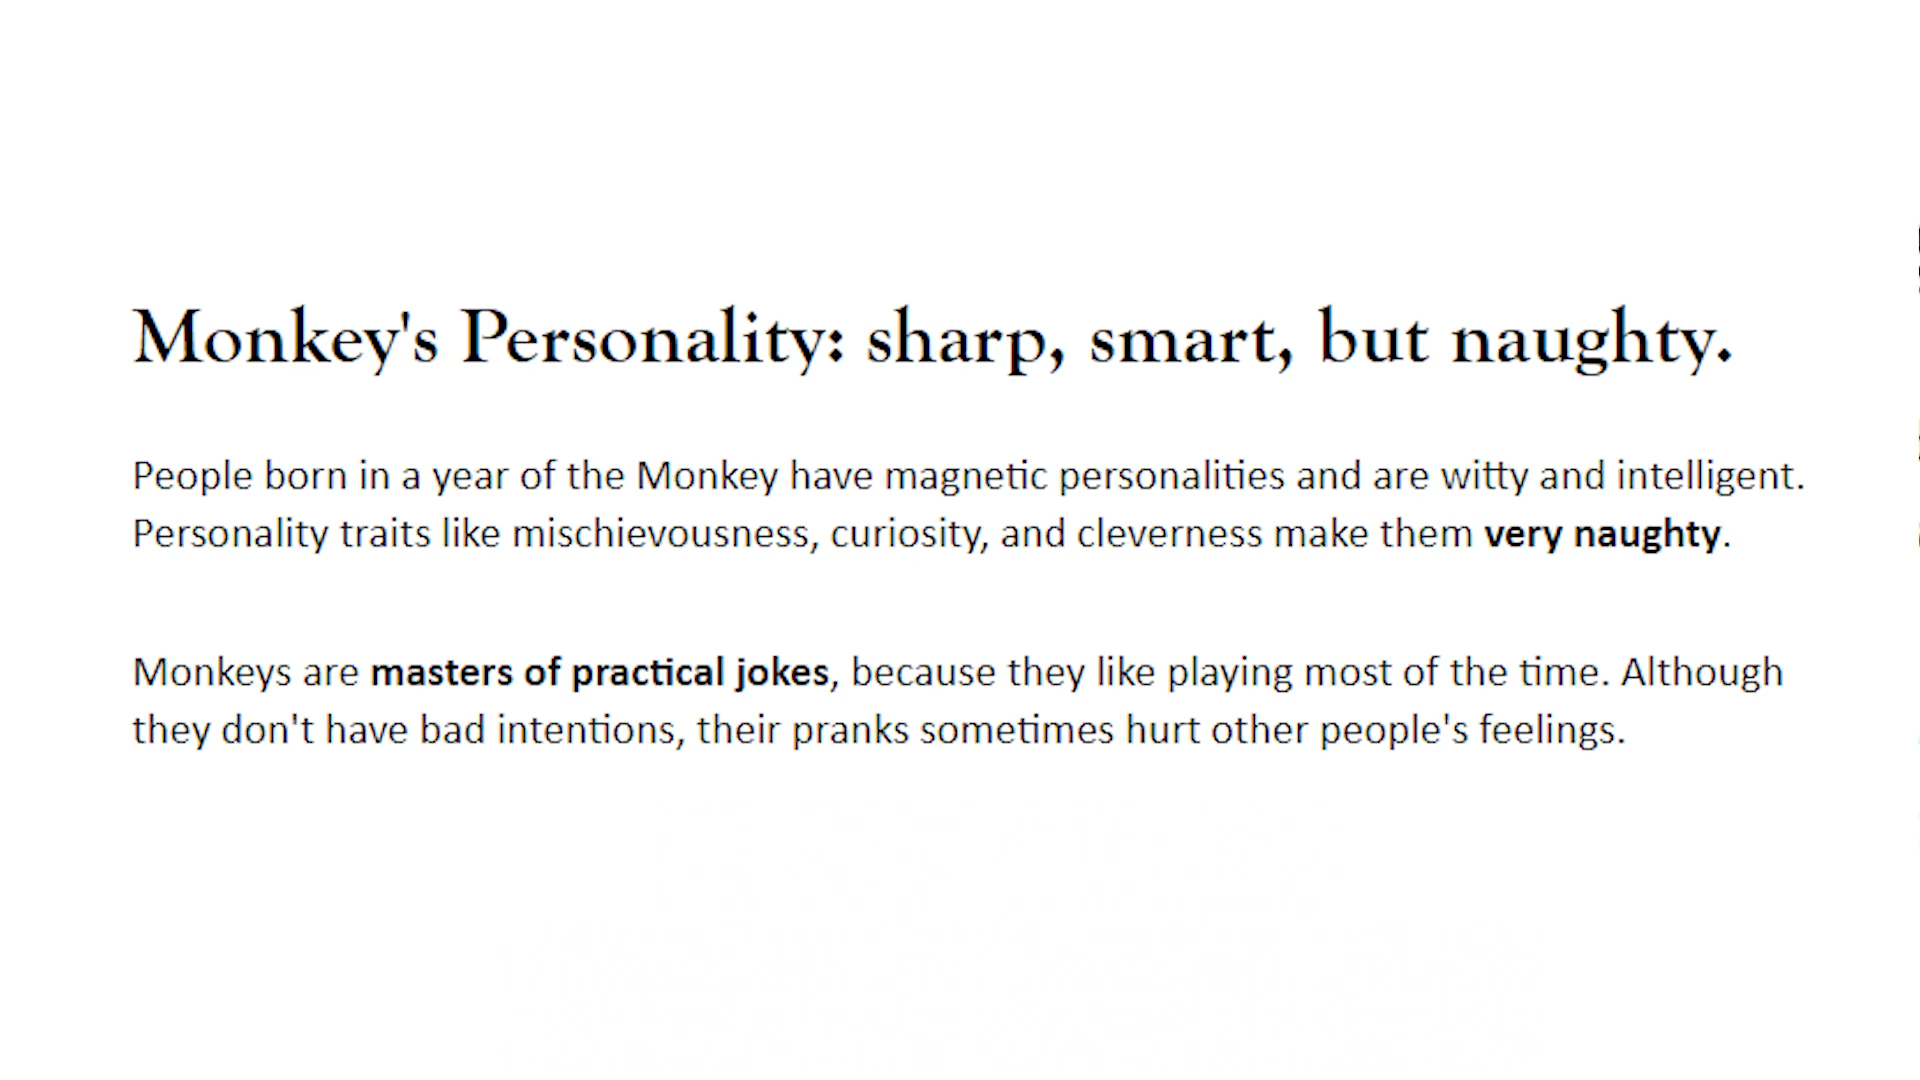 Monkey's Personality: sharp, smart, but naughty.
People born in a year of the Monkey have magnetic personalities and are witty and intelligent.
Personality traits like mischievousness, curiosity, and cleverness make them very naughty.
Monkeys are masters of practical jokes, because they like playing most of the time. Although
they don't have bad intentions, their pranks sometimes hurt other people's feelings.